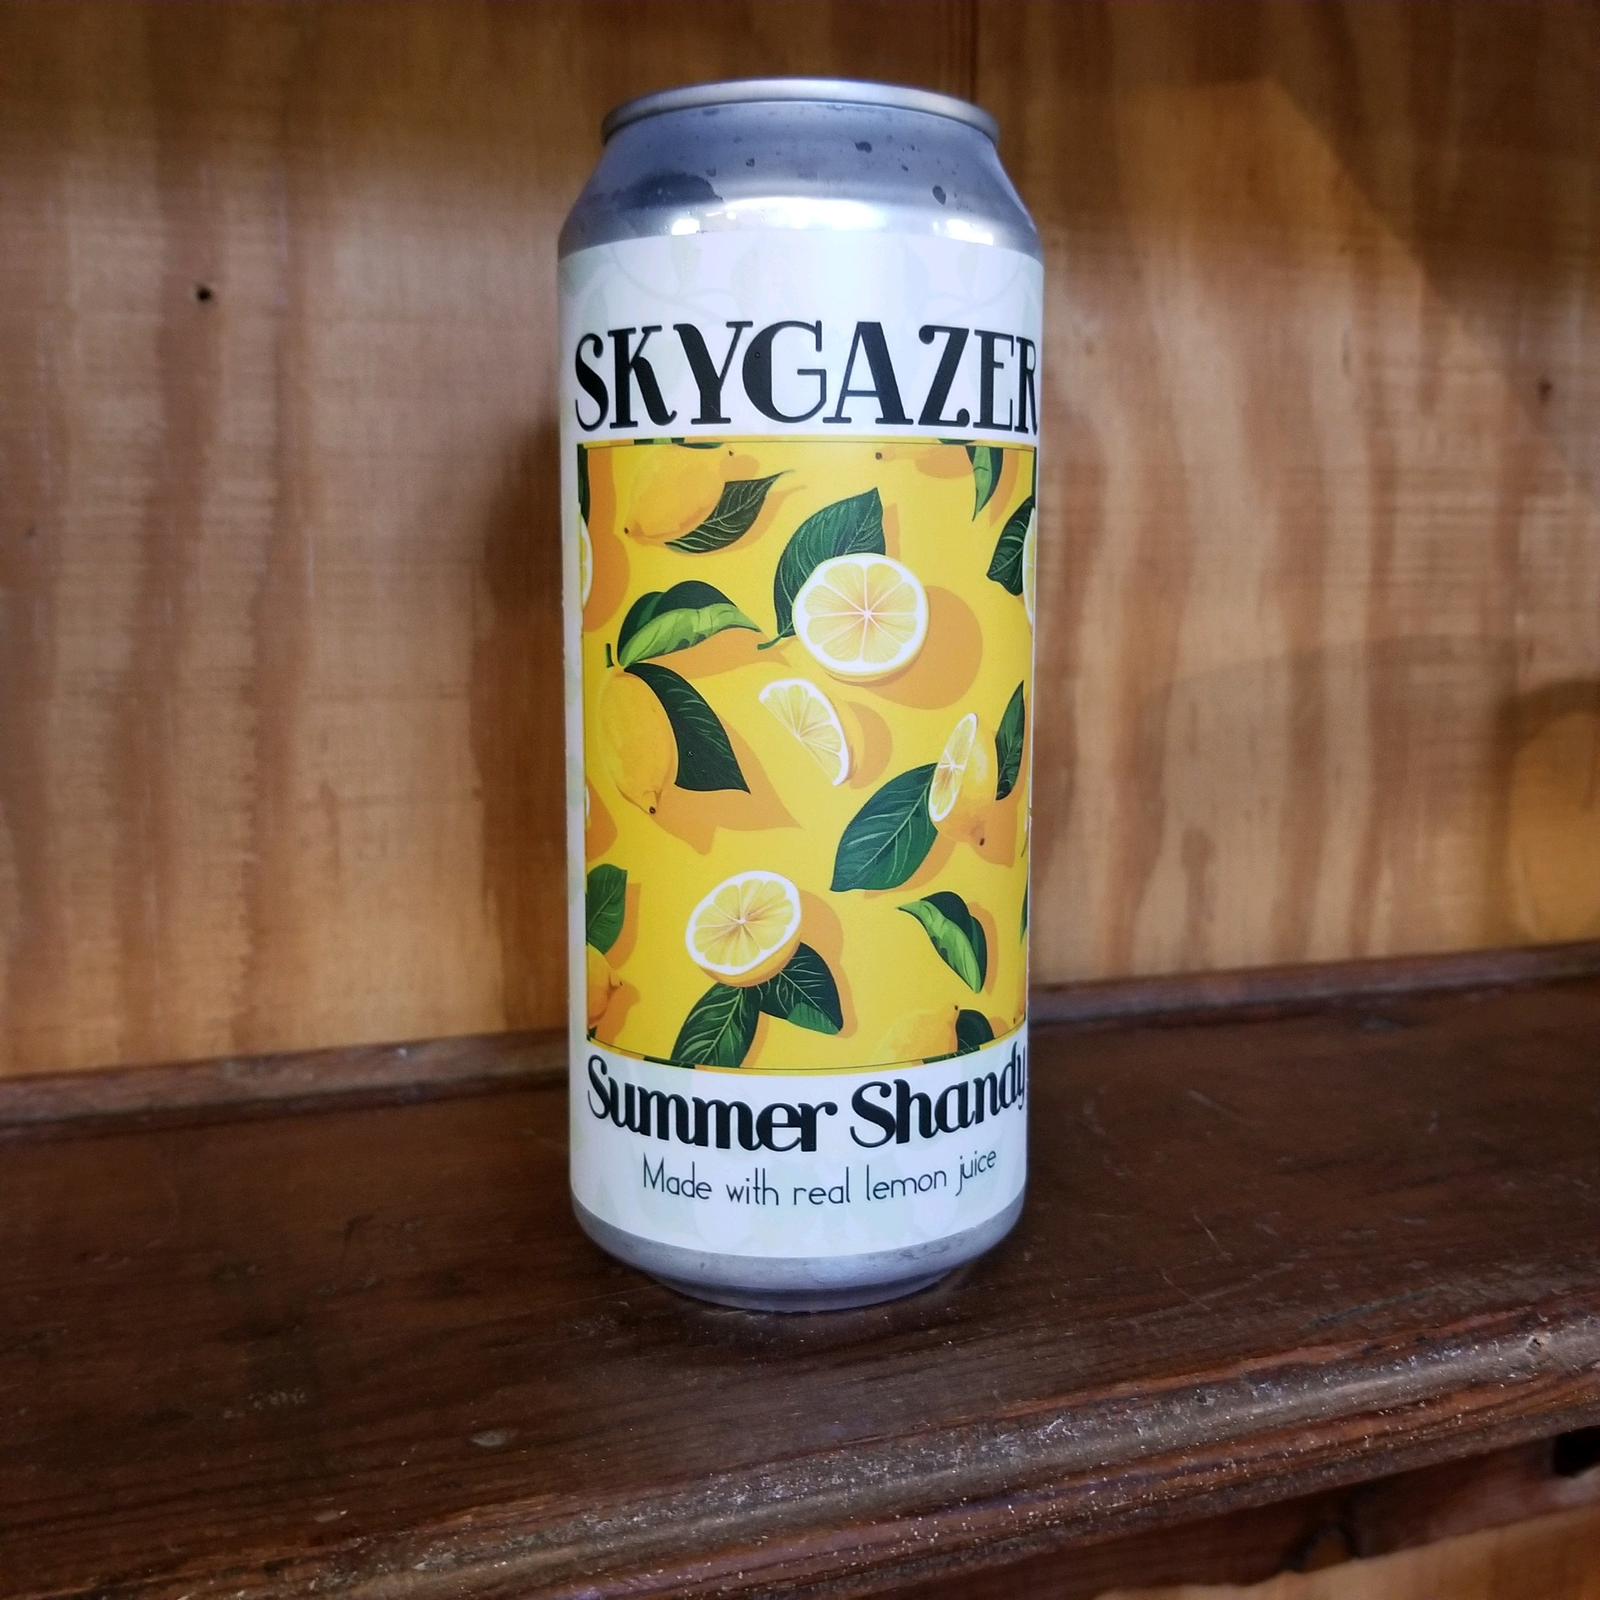 SKYGAZER
Summer Shandy
Made with real lemon juice